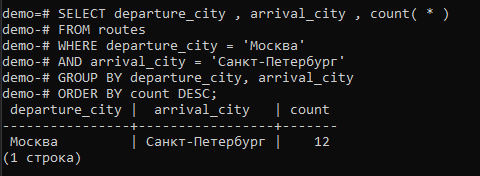 demo=# SELECT departure_city , arrival_city , count( * )
demo-# FROM routes
demo-# WHERE departure_city = 'Москва'
demo-# AND arrival_city = 'Санкт-Петербург'
demo-# GROUP BY departure_city, arrival_city
demo-# ORDER BY count DESC;
 departure_city |  arrival_city   | count
----------------+-----------------+-------
 Москва         | Санкт-Петербург |    12
(1 строка)